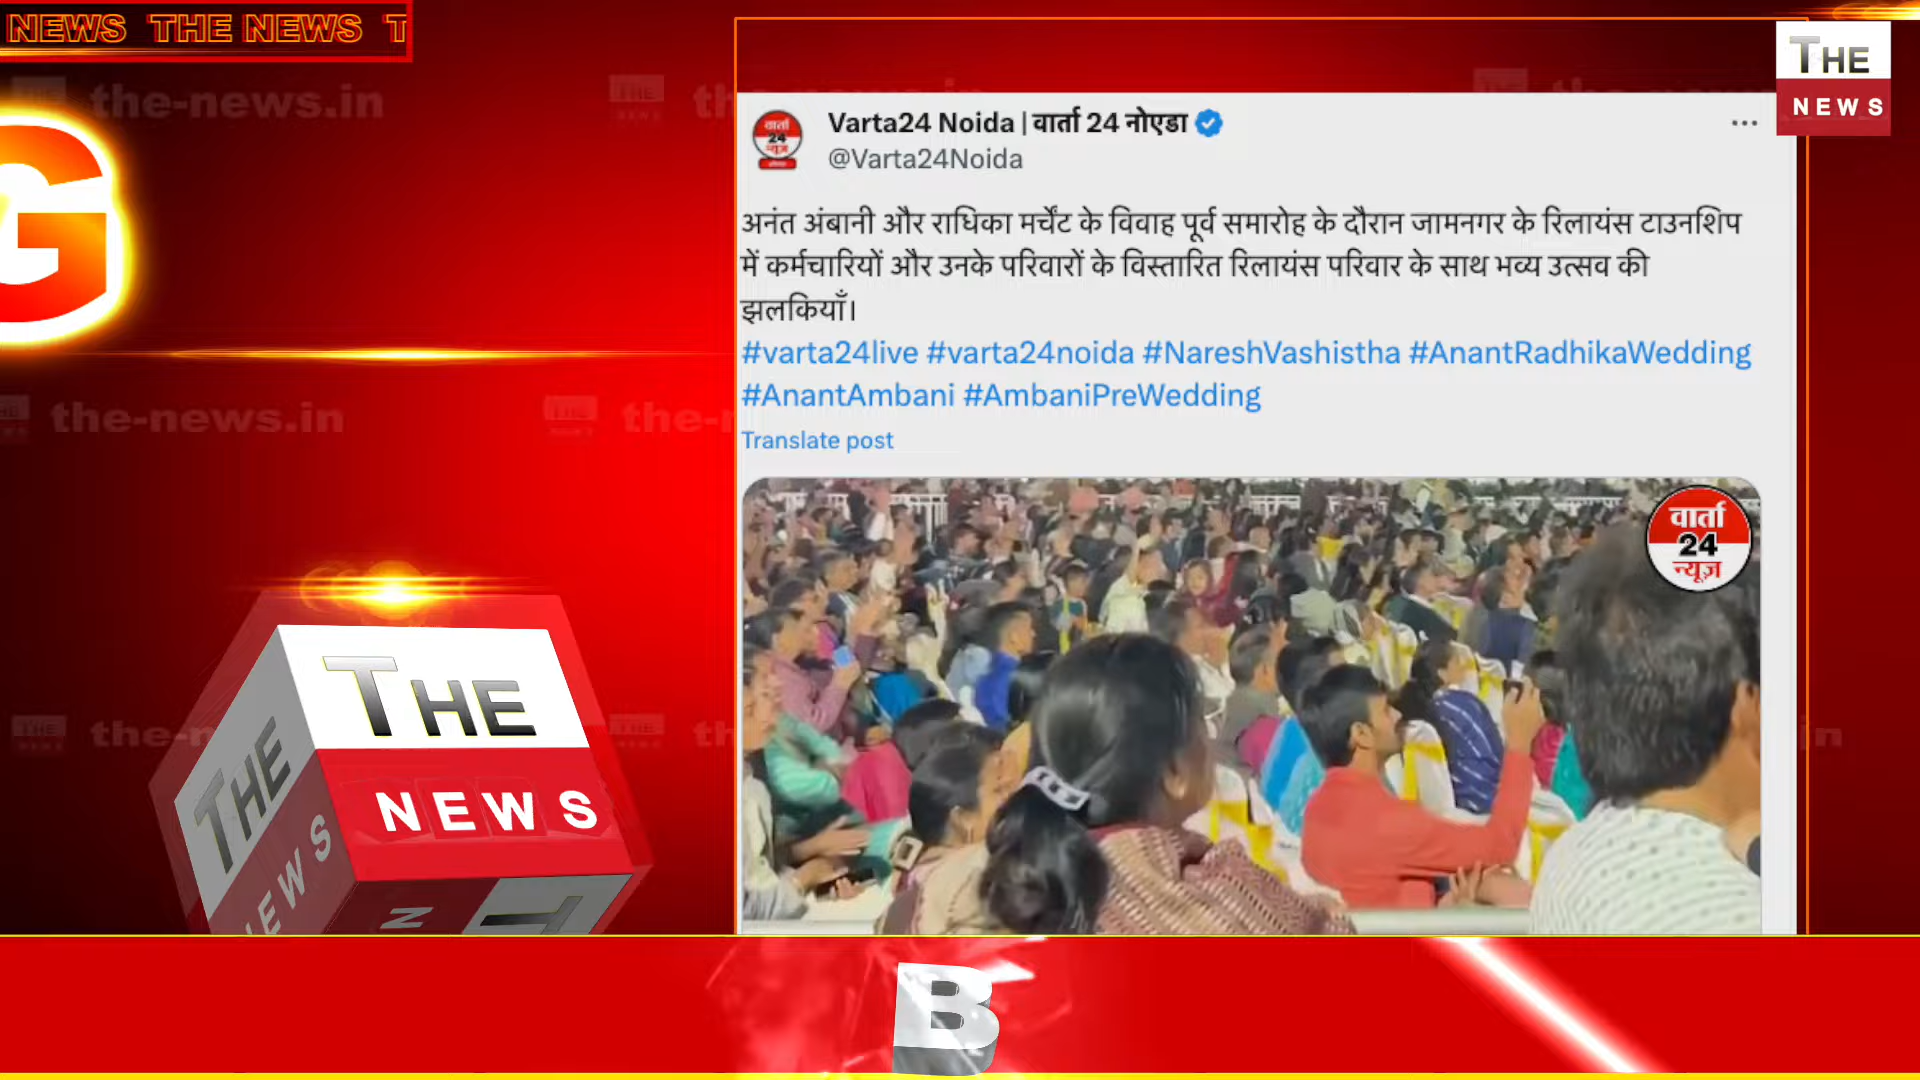 NEWS THE NEWS T
the-news.in
THE
NEWS
G
Varta24 Noida | वार्ता 24 नोएडा
@Varta24Noida
वार्ता
24
न्यूज़
अनंत अंबानी और राधिका मर्चेंट के विवाह पूर्व समारोह के दौरान जामनगर के रिलायंस टाउनशिप
में कर्मचारियों और उनके परिवारों के विस्तारित रिलायंस परिवार के साथ भव्य उत्सव की
झलकियाँ।
#varta24live #varta24noida #NareshVashistha #AnantRadhikaWedding
#AnantAmbani #AmbaniPreWedding
Translate post
the-news.in
वार्ता
24
न्यूज़
THE
NEWS
THE
NEWS
B